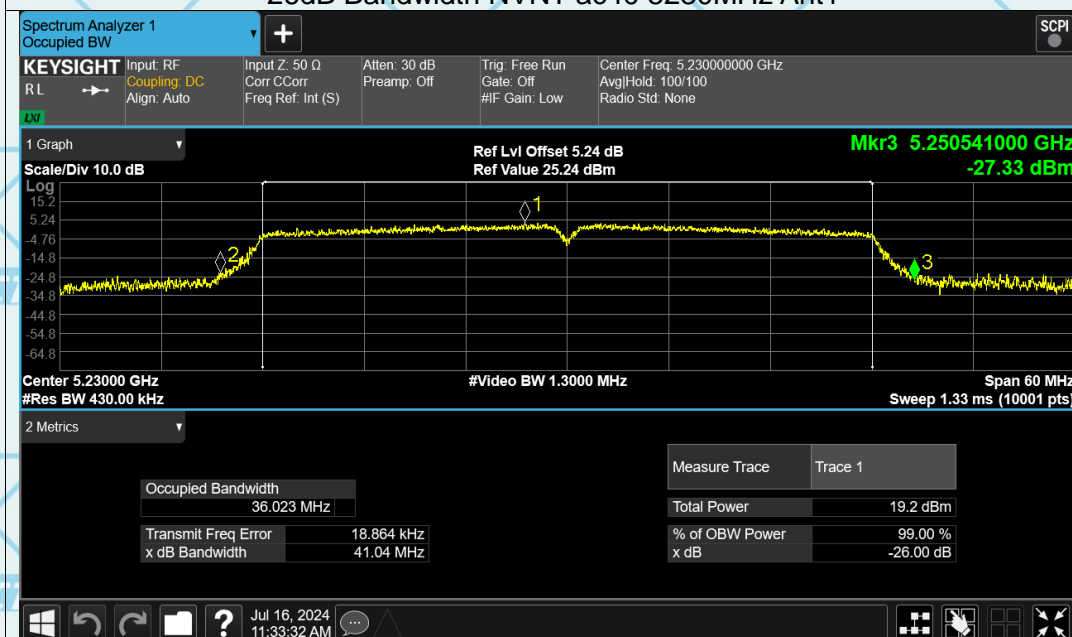 Spectrum Analyzer 1
Occupied BW
+
SCPI
KEYSIGHT
RL
LXI
Input: RF
Coupling: DC
Align: Auto
Input Z: 50 Ω
Corr CCorr
Freq Ref: Int (S)
Atten: 30 dB
Preamp: Off
Trig: Free Run
Gate: Off
#IF Gain: Low
Center Freq: 5.230000000 GHz
Avg|Hold: 100/100
Radio Std: None
1 Graph
Scale/Div 10.0 dB
Ref Lvl Offset 5.24 dB
Ref Value 25.24 dBm
Mkr3 5.250541000 GHz
-27.33 dBm
Log
15.2
5.24
-4.76
-14.8
-24.8
-34.8
-44.8
-54.8
-64.8
1
2
3
Center 5.23000 GHz
#Video BW 1.3000 MHz
Span 60 MHz
#Res BW 430.00 kHz
Sweep 1.33 ms (10001 pts)
2 Metrics
Occupied Bandwidth
36.023 MHz
Transmit Freq Error 18.864 kHz
x dB Bandwidth 41.04 MHz
Measure Trace Trace 1
Total Power 19.2 dBm
% of OBW Power 99.00 %
x dB -26.00 dB
?
Jul 16, 2024
11:33:32 AM